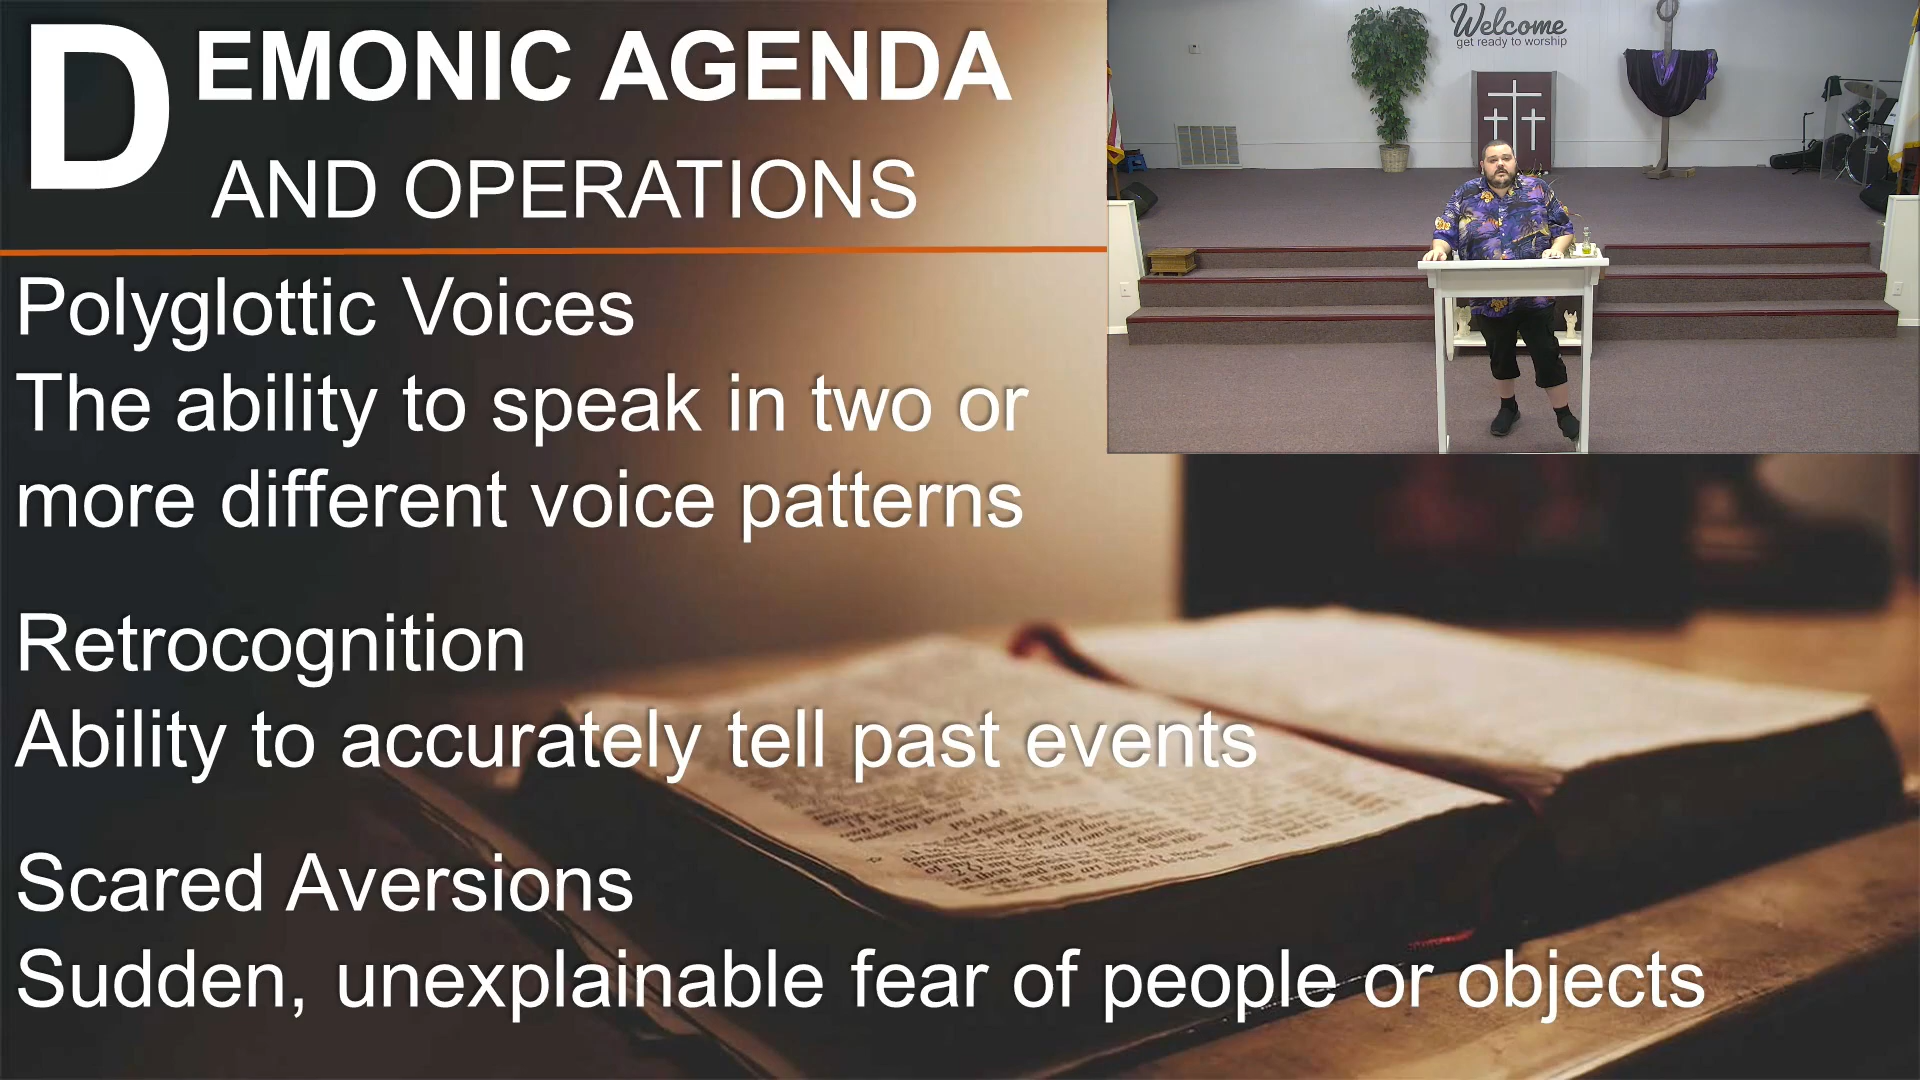 DEMONIC AGENDA
AND OPERATIONS
Welcome
get ready to worship
Polyglottic Voices
The ability to speak in two or
more different voice patterns
Retrocognition
Ability to accurately tell past events
Scared Aversions
Sudden, unexplainable fear of people or objects
PSALM